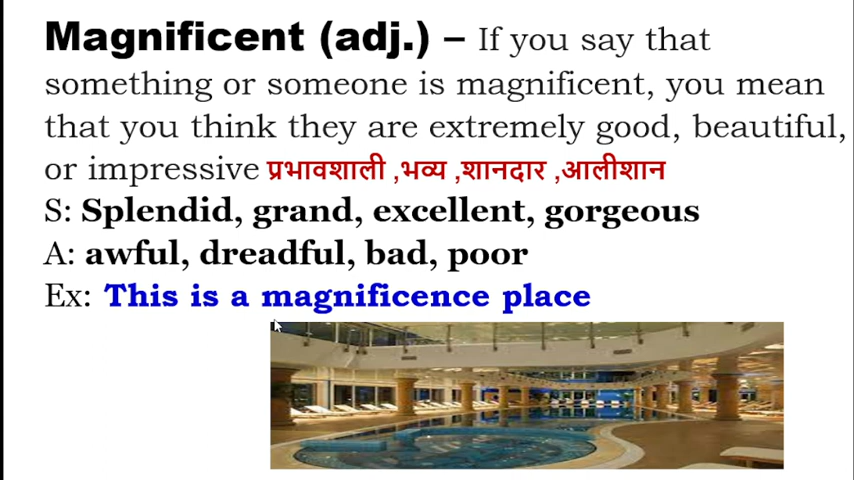 Magnificent (adj.) – If you say that
something or someone is magnificent, you mean
that you think they are extremely good, beautiful,
or impressive प्रभावशाली ,भव्य ,शानदार ,आलीशान
S: Splendid, grand, excellent, gorgeous
A: awful, dreadful, bad, poor
Ex: This is a magnificence place